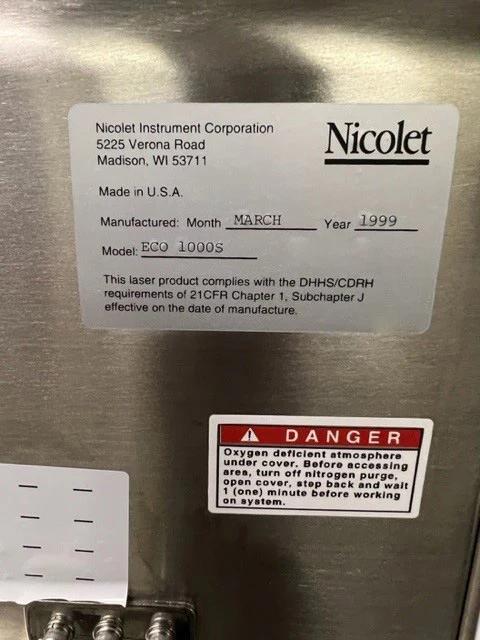 Nicolet Instrument Corporation
5225 Verona Road
Madison, WI 53711
Nicolet
Made in U.S.A.
Manufactured: Month MARCH Year 1999
Model: ECO 1000S
This laser product complies with the DHHS/CDRH
requirements of 21CFR Chapter 1, Subchapter J
effective on the date of manufacture.
DANGER
Oxygen deficient atmosphere
under cover. Before accessing
area, turn off nitrogen purge,
open cover, step back and wait
1 (one) minute before working
on system.